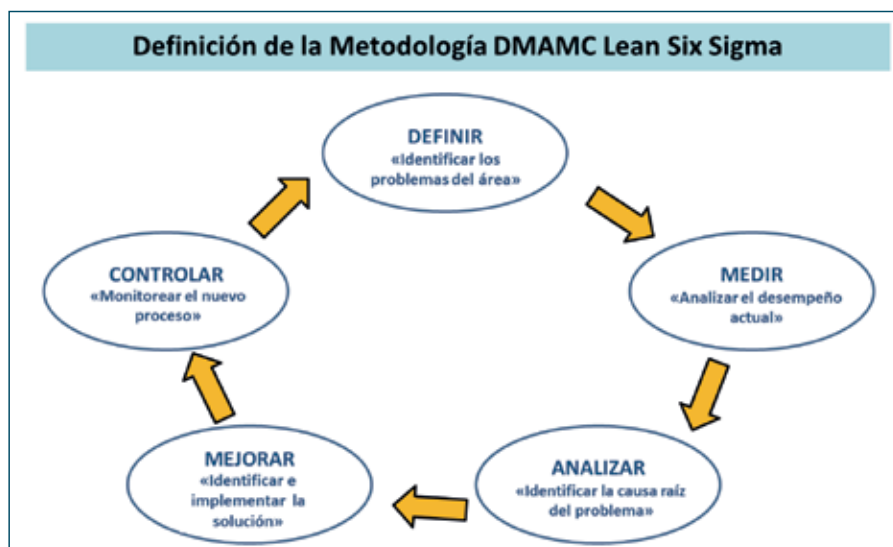 Definición de la Metodología DMAMC Lean Six Sigma
DEFINIR
«Identificar los
problemas del área»
MEDIR
«Analizar el desempeño
actual»
ANALIZAR
«Identificar la causa raíz
del problema»
MEJORAR
«Identificar e
implementar la
solución»
CONTROLAR
«Monitorear el nuevo
proceso»